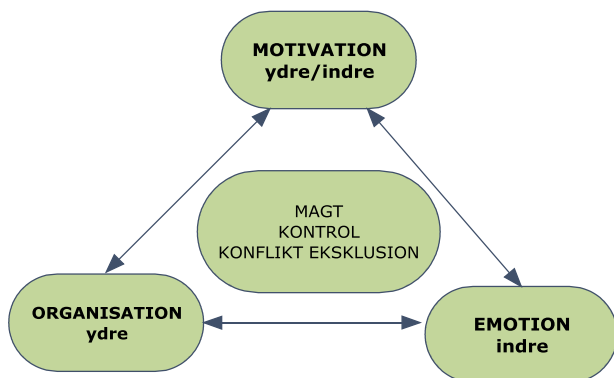 MOTIVATION
ydre/indre
MAGT
KONTROL
KONFLIKT EKSKLUSION
ORGANISATION
ydre
EMOTION
indre